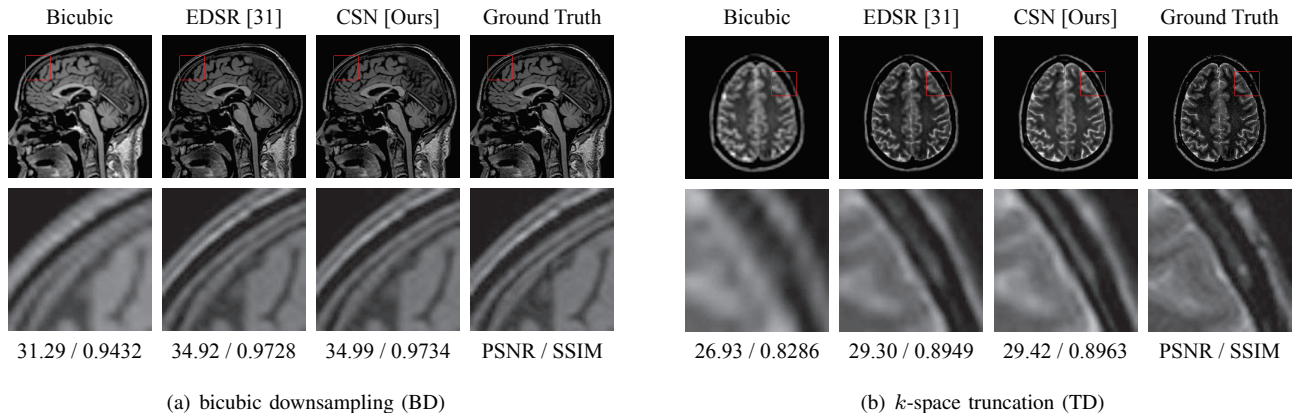 Bicubic EDSR [31] CSN [Ours] Ground Truth
31.29 / 0.9432 34.92 / 0.9728 34.99 / 0.9734 PSNR / SSIM
(a) bicubic downsampling (BD)
Bicubic EDSR [31] CSN [Ours] Ground Truth
26.93 / 0.8286 29.30 / 0.8949 29.42 / 0.8963 PSNR / SSIM
(b) k-space truncation (TD)